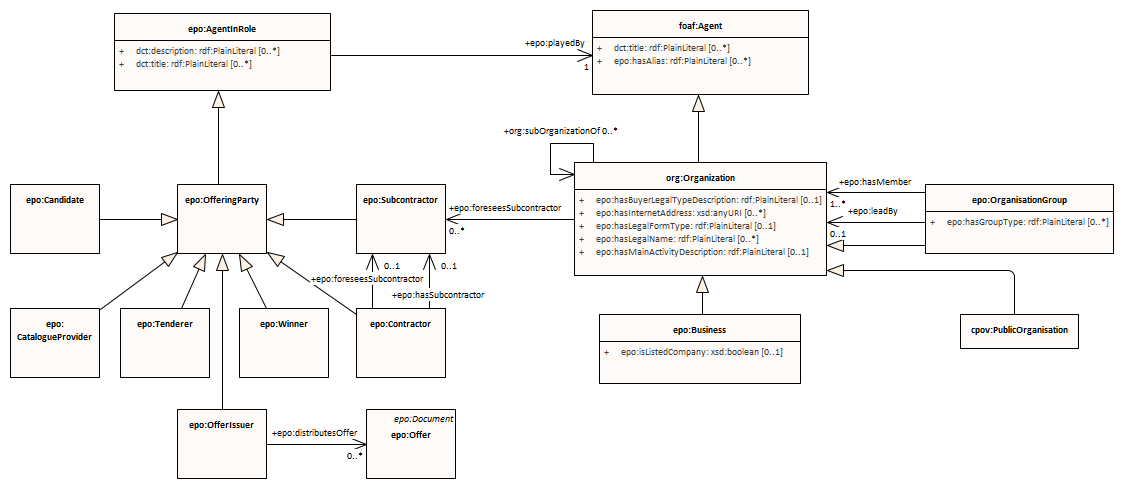 epo:AgentInRole
+ dct:description: rdf:PlainLiteral [0..*]
+ dct:title: rdf:PlainLiteral [0..*]
+epo:playedBy
1
foaf:Agent
+ dct:title: rdf:PlainLiteral [0..*]
+ epo:hasAlias: rdf:PlainLiteral [0..*]
+org:subOrganizationOf 0..*
org:Organization
+ epo:hasBuyerLegalTypeDescription: rdf:PlainLiteral [0..1]
+ epo:hasInternetAddress: xsd:anyURI [0..*]
+ epo:hasLegalFormType: rdf:PlainLiteral [0..1]
+ epo:hasLegalName: rdf:PlainLiteral [0..*]
+ epo:hasMainActivityDescription: rdf:PlainLiteral [0..1]
+epo:hasMember
1..*
+epo:leadBy
0..1
epo:OrganisationGroup
+ epo:hasGroupType: rdf:PlainLiteral [0..*]
epo:Candidate
epo:OfferingParty
epo:Subcontractor
+epo:foreseesSubcontractor
0..*
0..1
0..1
+epo:foreseesSubcontractor
+epo:hasSubcontractor
epo:
CatalogueProvider
epo:Tenderer
epo:Winner
epo:Contractor
epo:Business
+ epo:isListedCompany: xsd:boolean [0..1]
cpov:PublicOrganisation
epo:OfferIssuer
+epo:distributesOffer
0..*
epo:Document
epo:Offer